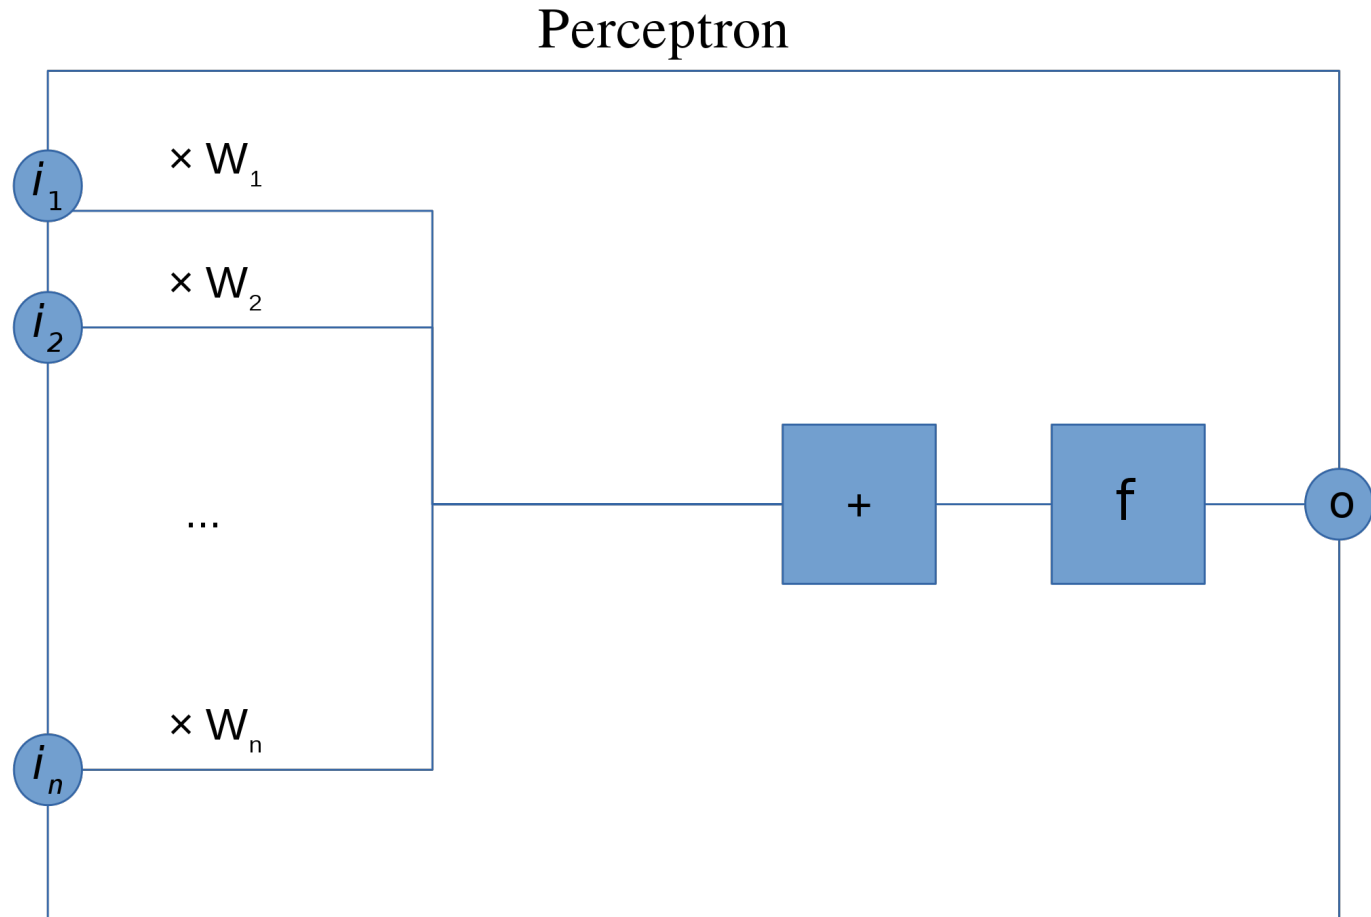 Perceptron
i1 × W1
i2 × W2
...
+ f o
in × Wn